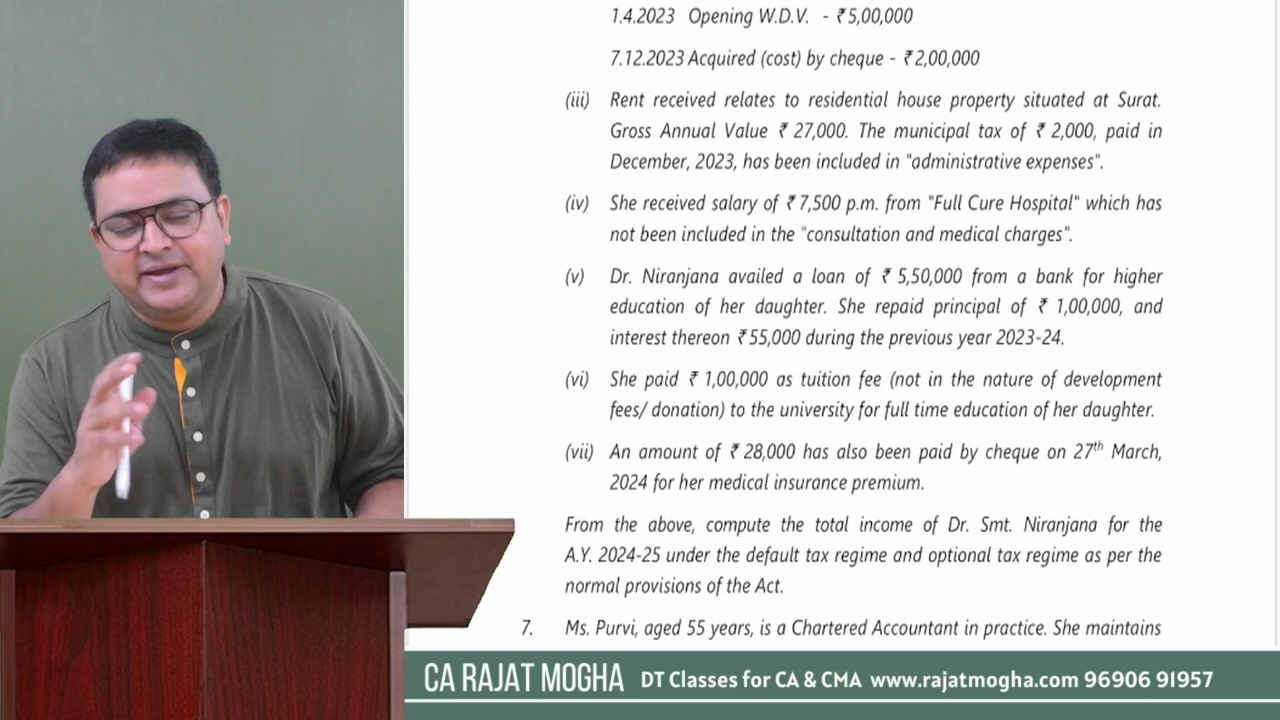 1.4.2023 Opening W.D.V. - ₹5,00,000
7.12.2023 Acquired (cost) by cheque - ₹2,00,000
(iii) Rent received relates to residential house property situated at Surat.
Gross Annual Value ₹ 27,000. The municipal tax of ₹ 2,000, paid in
December, 2023, has been included in "administrative expenses".
(iv) She received salary of ₹ 7,500 p.m. from "Full Cure Hospital" which has
not been included in the "consultation and medical charges".
(v) Dr. Niranjana availed a loan of ₹ 5,50,000 from a bank for higher
education of her daughter. She repaid principal of ₹ 1,00,000, and
interest thereon ₹ 55,000 during the previous year 2023-24.
(vi) She paid ₹ 1,00,000 as tuition fee (not in the nature of development
fees/ donation) to the university for full time education of her daughter.
(vii) An amount of ₹ 28,000 has also been paid by cheque on 27th March,
2024 for her medical insurance premium.
From the above, compute the total income of Dr. Smt. Niranjana for the
A.Y. 2024-25 under the default tax regime and optional tax regime as per the
normal provisions of the Act.
7. Ms. Purvi, aged 55 years, is a Chartered Accountant in practice. She maintains
CA RAJAT MOGHA DT Classes for CA & CMA www.rajatmogha.com 96906 91957